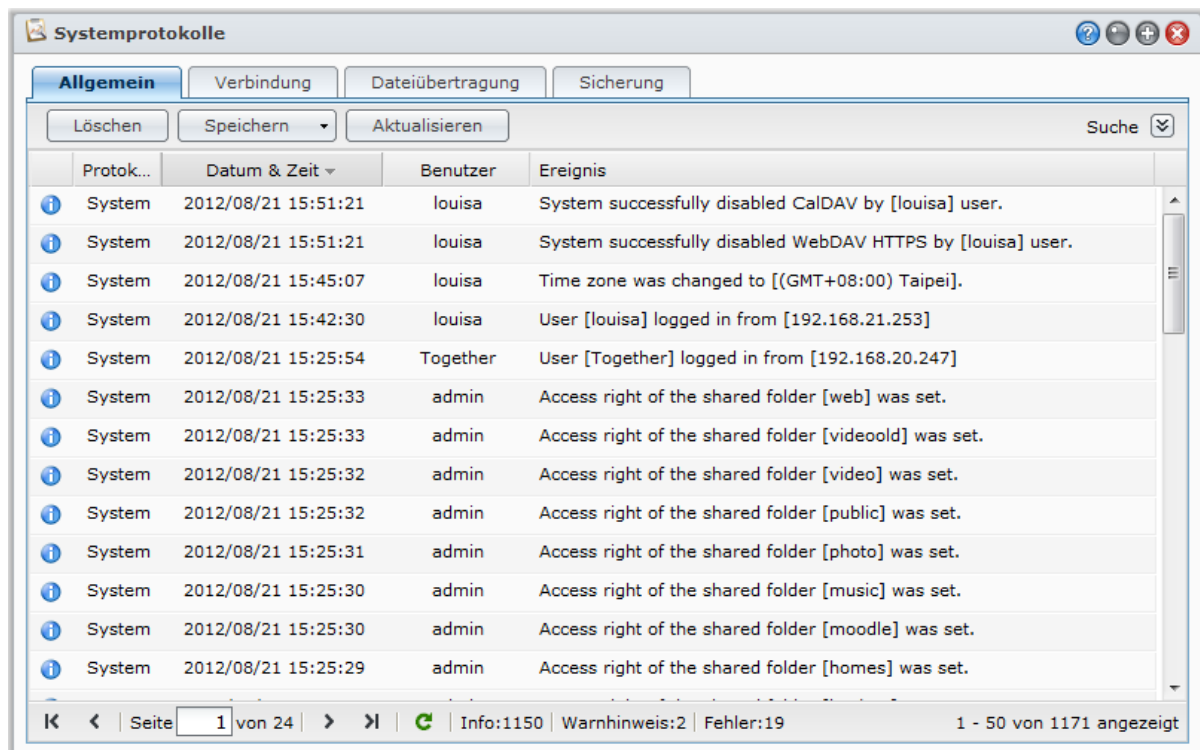 Systemprotokolle
Allgemein Verbindung Dateiübertragung Sicherung
Löschen Speichern Aktualisieren Suche
Protok... Datum & Zeit Benutzer Ereignis
System 2012/08/21 15:51:21 louisa System successfully disabled CalDAV by [louisa] user.
System 2012/08/21 15:51:21 louisa System successfully disabled WebDAV HTTPS by [louisa] user.
System 2012/08/21 15:45:07 louisa Time zone was changed to [(GMT+08:00) Taipei].
System 2012/08/21 15:42:30 louisa User [louisa] logged in from [192.168.21.253]
System 2012/08/21 15:25:54 Together User [Together] logged in from [192.168.20.247]
System 2012/08/21 15:25:33 admin Access right of the shared folder [web] was set.
System 2012/08/21 15:25:33 admin Access right of the shared folder [videoold] was set.
System 2012/08/21 15:25:32 admin Access right of the shared folder [video] was set.
System 2012/08/21 15:25:32 admin Access right of the shared folder [public] was set.
System 2012/08/21 15:25:31 admin Access right of the shared folder [photo] was set.
System 2012/08/21 15:25:30 admin Access right of the shared folder [music] was set.
System 2012/08/21 15:25:30 admin Access right of the shared folder [moodle] was set.
System 2012/08/21 15:25:29 admin Access right of the shared folder [homes] was set.
Seite 1 von 24 Info:1150 Warnhinweis:2 Fehler:19 1 - 50 von 1171 angezeigt